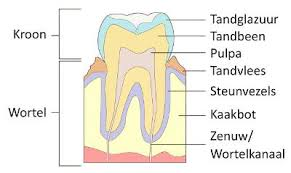 Kroon
Wortel
Tandglazuur
Tandbeen
Pulpa
Tandvlees
Steunvezels
Kaakbot
Zenuw/
Wortelkanaal